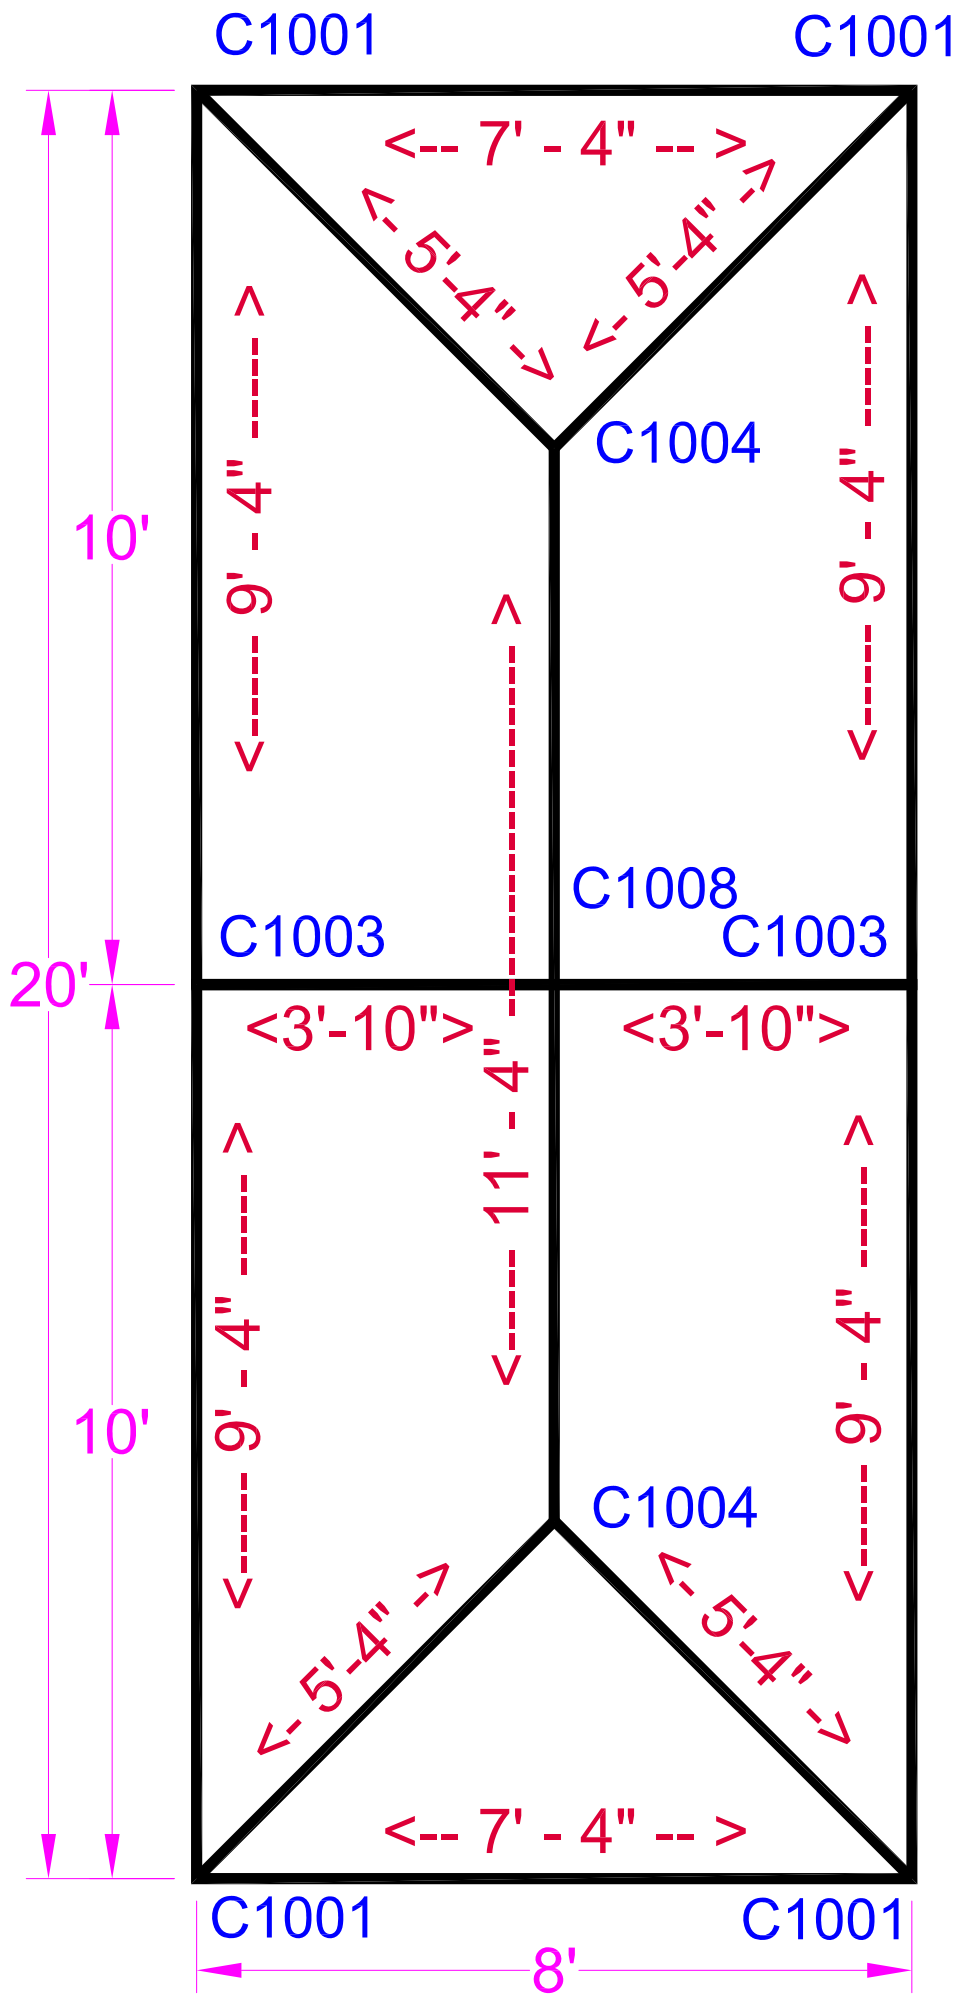 C1001
C1001
<-- 7' - 4" -- >
<- 5'-4" ->
<-- 5'-4" -->
<----- 9' - 4" ----- >
<----- 9' - 4" ----- >
C1004
10'
<----- 11' - 4" ------------------ >
C1008
C1003
C1003
20'
<3'-10">
<3'-10">
<----- 9' - 4" ----- >
<----- 9' - 4" ----- >
10'
C1004
<-- 5'-4" ->
<-- 5'-4" -->
<-- 7' - 4" -- >
C1001
C1001
8'